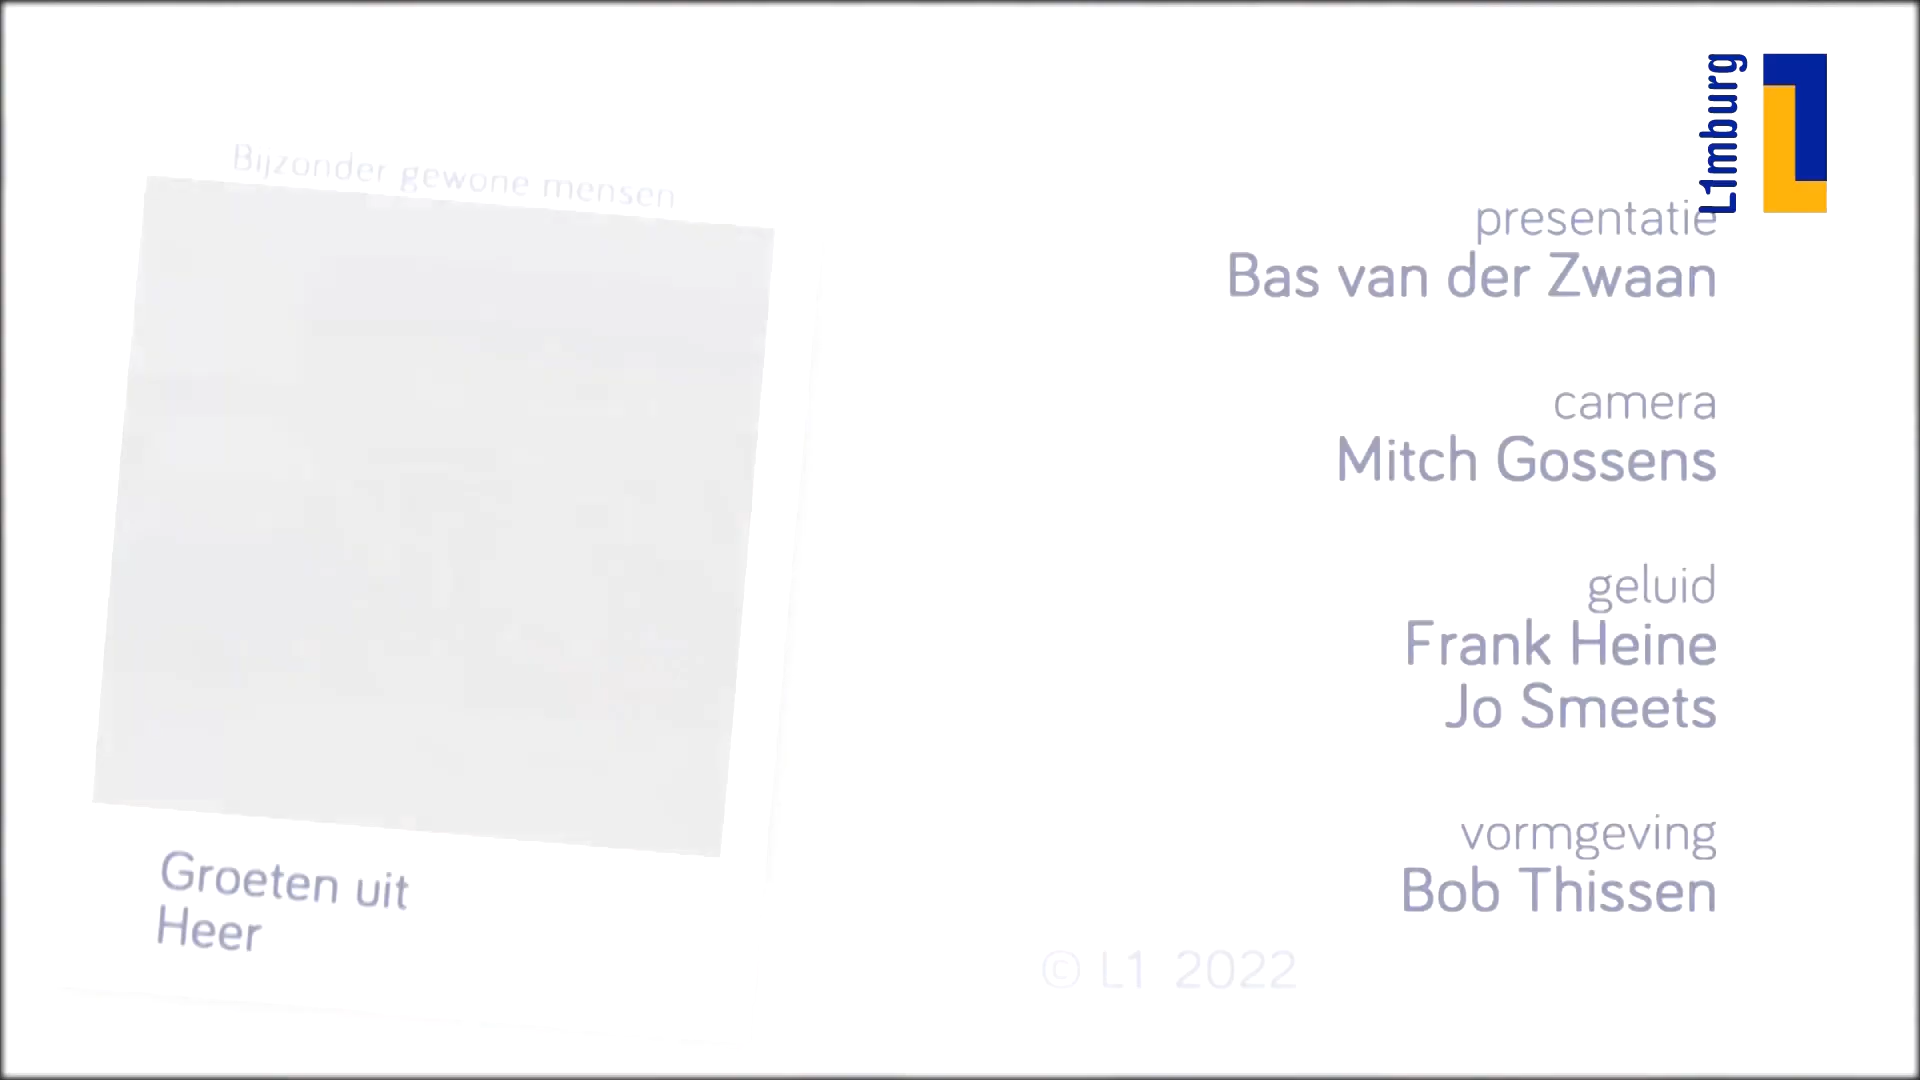 L1mburg
Bijzonder gewone mensen
Groeten uit
Heer
presentatie
Bas van der Zwaan
camera
Mitch Gossens
geluid
Frank Heine
Jo Smeets
vormgeving
Bob Thissen
© L1 2022